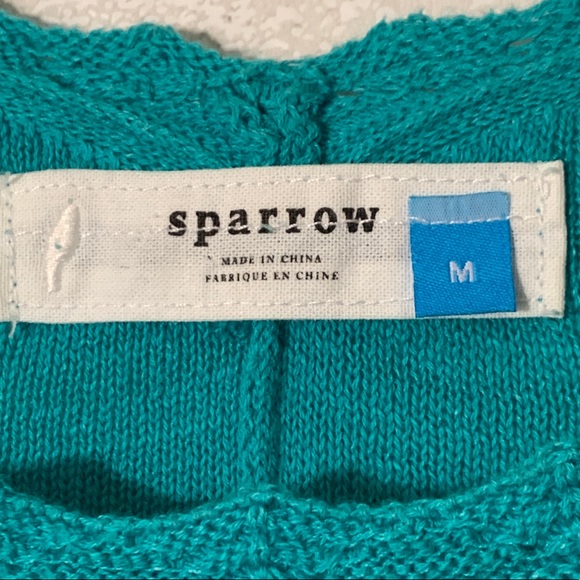 sparrow
MADE IN CHINA
FABRIQUE EN CHINE
M